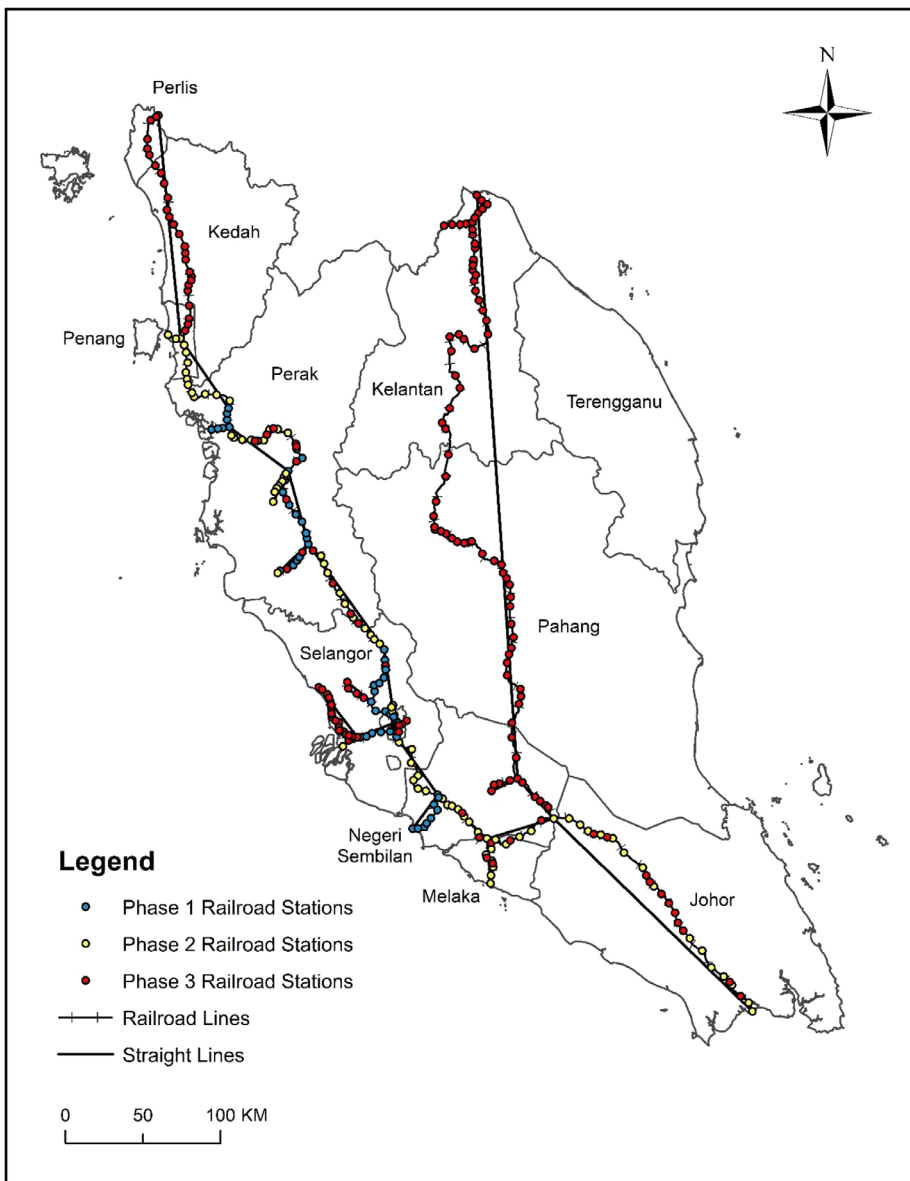 N
Perlis
Kedah
Penang
Perak
Kelantan
Terengganu
Pahang
Selangor
Negeri
Sembilan
Melaka
Johor
Legend
Phase 1 Railroad Stations
Phase 2 Railroad Stations
Phase 3 Railroad Stations
Railroad Lines
Straight Lines
0 50 100 KM